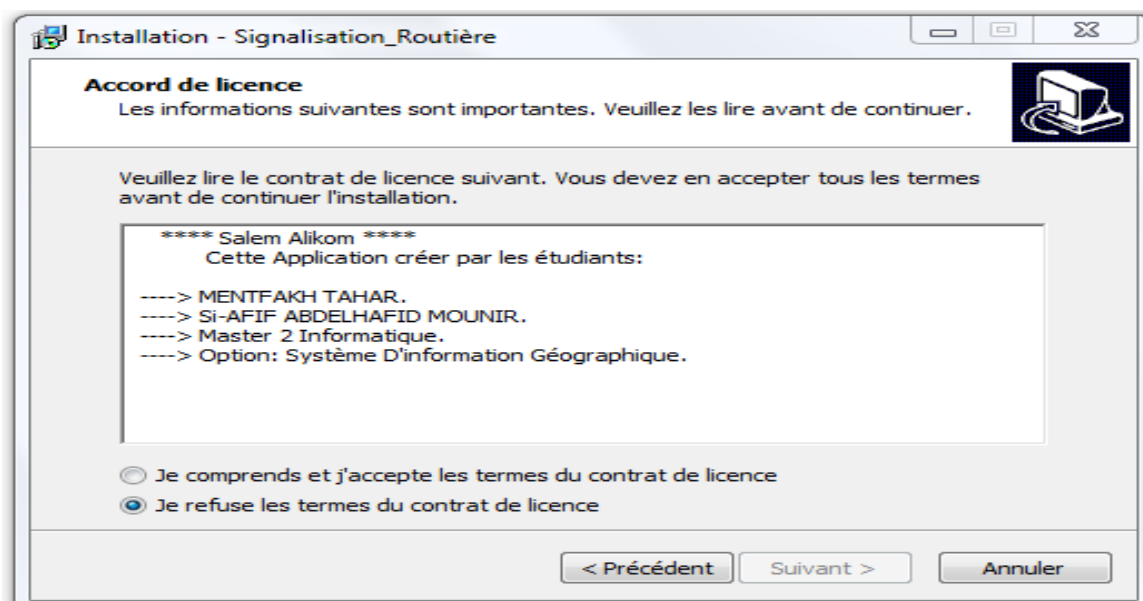 Installation - Signalisation_Routière
Accord de licence
Les informations suivantes sont importantes. Veuillez les lire avant de continuer.
Veuillez lire le contrat de licence suivant. Vous devez en accepter tous les termes
avant de continuer l'installation.
**** Salem Alikom ****
Cette Application créer par les étudiants:
----> MENTFAKH TAHAR.
----> Si-AFIF ABDELHAFID MOUNIR.
----> Master 2 Informatique.
----> Option: Système D'information Géographique.
Je comprends et j'accepte les termes du contrat de licence
Je refuse les termes du contrat de licence
< Précédent Suivant > Annuler